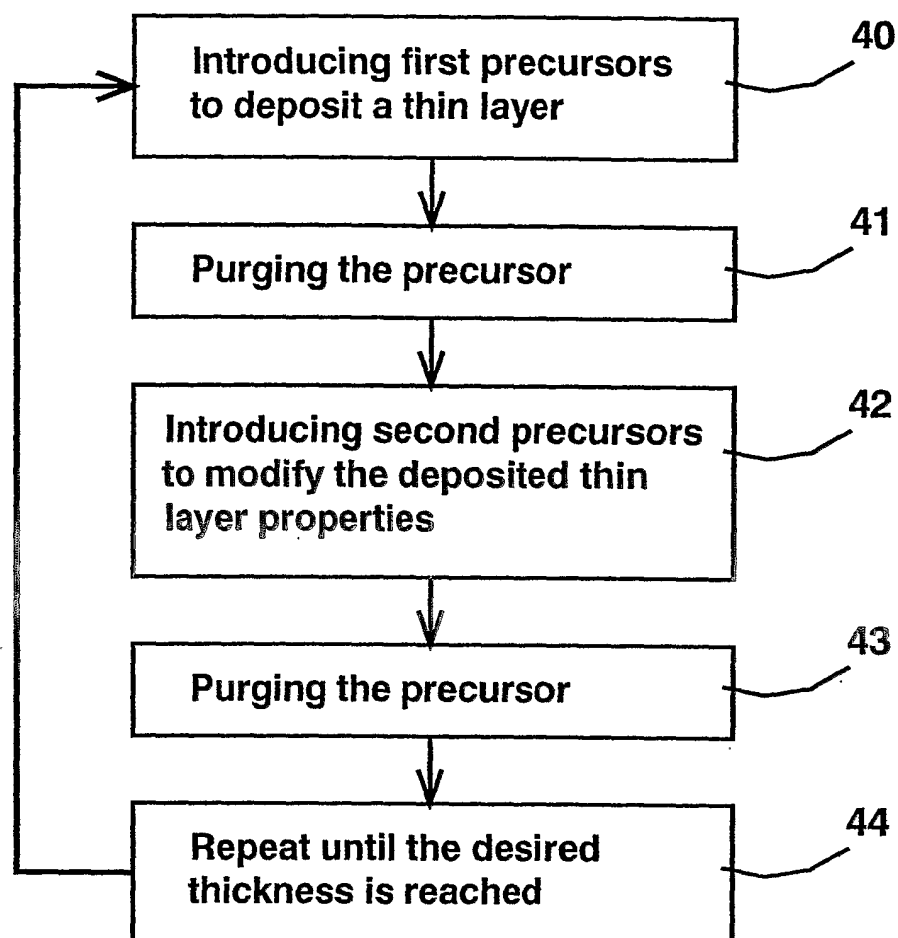 Introducing first precursors
to deposit a thin layer
40
Purging the precursor
41
Introducing second precursors
to modify the deposited thin
layer properties
42
Purging the precursor
43
Repeat until the desired
thickness is reached
44